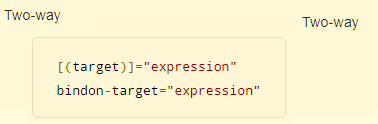 Two-way
Two-way
[(target)]="expression"
bindon-target="expression"